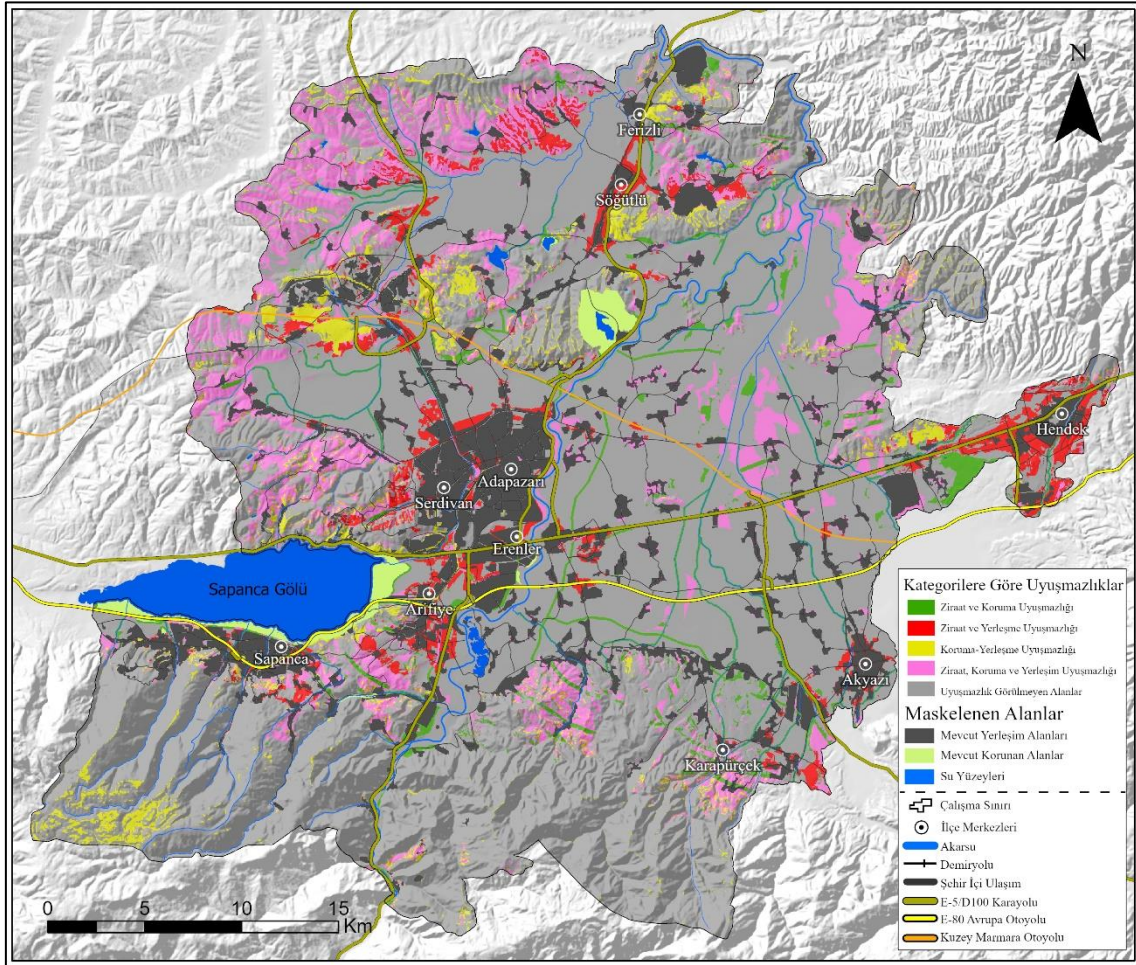 N
Ferizli
Söğütlü
Hendek
Adapazarı
Serdivan
Erenler
Sapanca Gölü
Arifiye
Sapanca
Akyazı
Karapürçek
Kategorilere Göre Uyuşmazlıklar
Ziraat ve Koruma Uyuşmazlığı
Ziraat ve Yerleşme Uyuşmazlığı
Koruma-Yerleşme Uyuşmazlığı
Ziraat, Koruma ve Yerleşim Uyuşmazlığı
Uyuşmazlık Görülmeyen Alanlar
Maskelenen Alanlar
Mevcut Yerleşim Alanları
Mevcut Korunan Alanlar
Su Yüzeyleri
Çalışma Sınırı
İlçe Merkezleri
Akarsu
Demiryolu
Şehir İçi Ulaşım
E-5/D100 Karayolu
E-80 Avrupa Otoyolu
Kuzey Marmara Otoyolu
0 5 10 15
Km